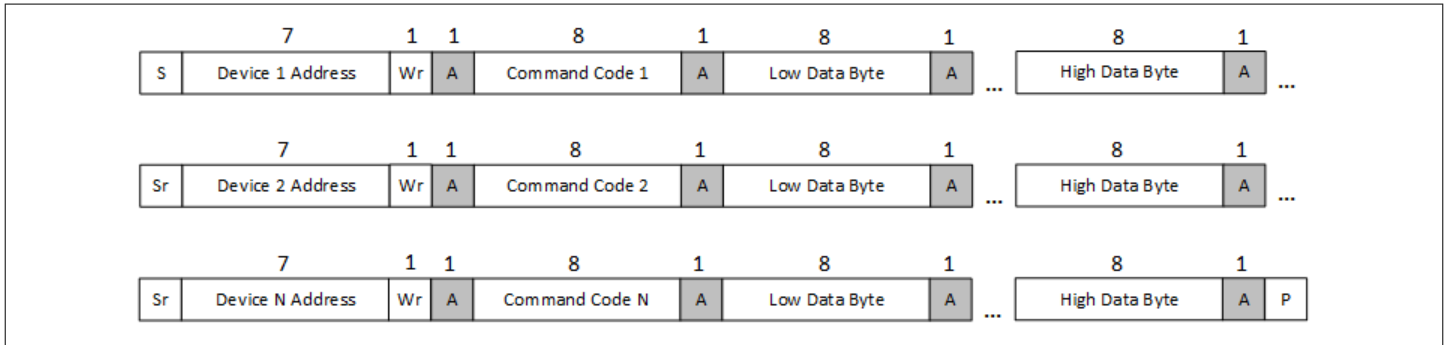 7 1 1 8 1 8 1 8 1
S Device 1 Address Wr A Command Code 1 A Low Data Byte A ... High Data Byte A ...
7 1 1 8 1 8 1 8 1
Sr Device 2 Address Wr A Command Code 2 A Low Data Byte A ... High Data Byte A ...
7 1 1 8 1 8 1 8 1
Sr Device N Address Wr A Command Code N A Low Data Byte A ... High Data Byte A P